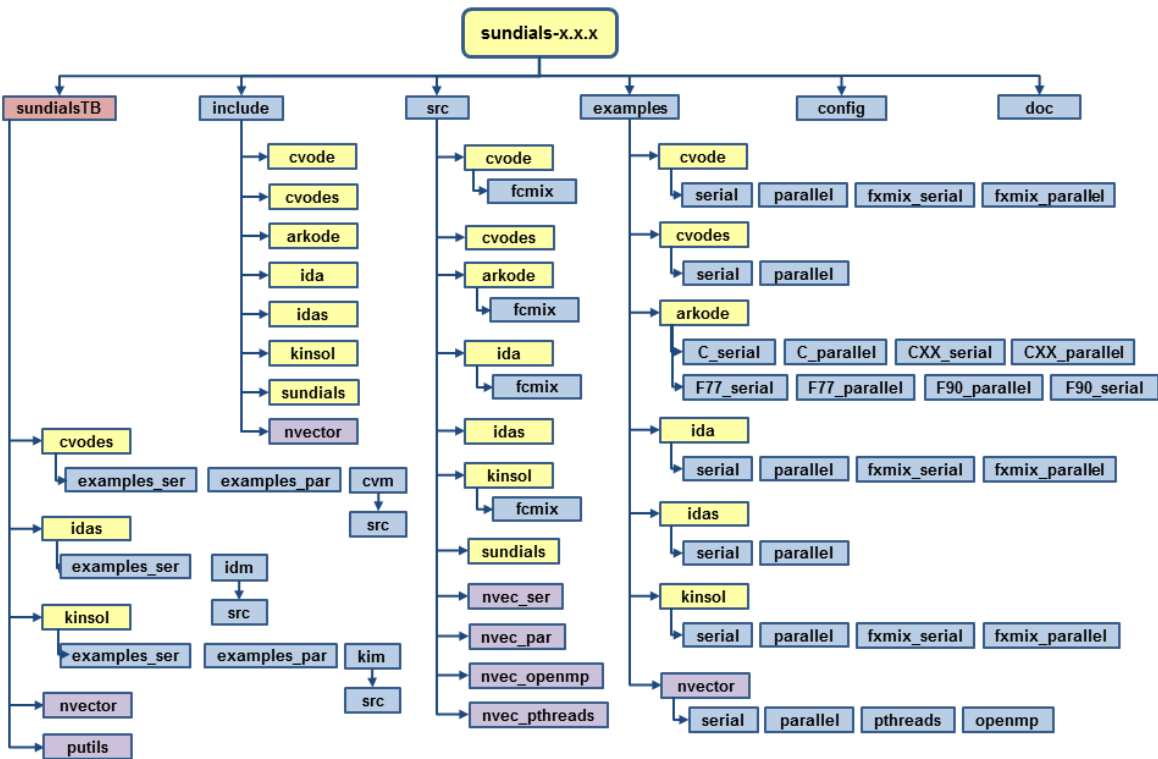 sundials-x.x.x
sundialsTB
include
src
examples
config
doc
cvodes
examples_ser
examples_par
cvm
src
idas
examples_ser
idm
src
kinsol
examples_ser
examples_par
kim
src
nvector
putils
cvode
cvodes
arkode
ida
idas
kinsol
sundials
nvector
cvode
fcmix
cvodes
arkode
fcmix
ida
fcmix
idas
kinsol
fcmix
sundials
nvec_ser
nvec_par
nvec_openmp
nvec_pthreads
cvode
serial
parallel
fxmix_serial
fxmix_parallel
cvodes
serial
parallel
arkode
C_serial
C_parallel
CXX_serial
CXX_parallel
F77_serial
F77_parallel
F90_parallel
F90_serial
ida
serial
parallel
fxmix_serial
fxmix_parallel
idas
serial
parallel
kinsol
serial
parallel
fxmix_serial
fxmix_parallel
nvector
serial
parallel
pthreads
openmp